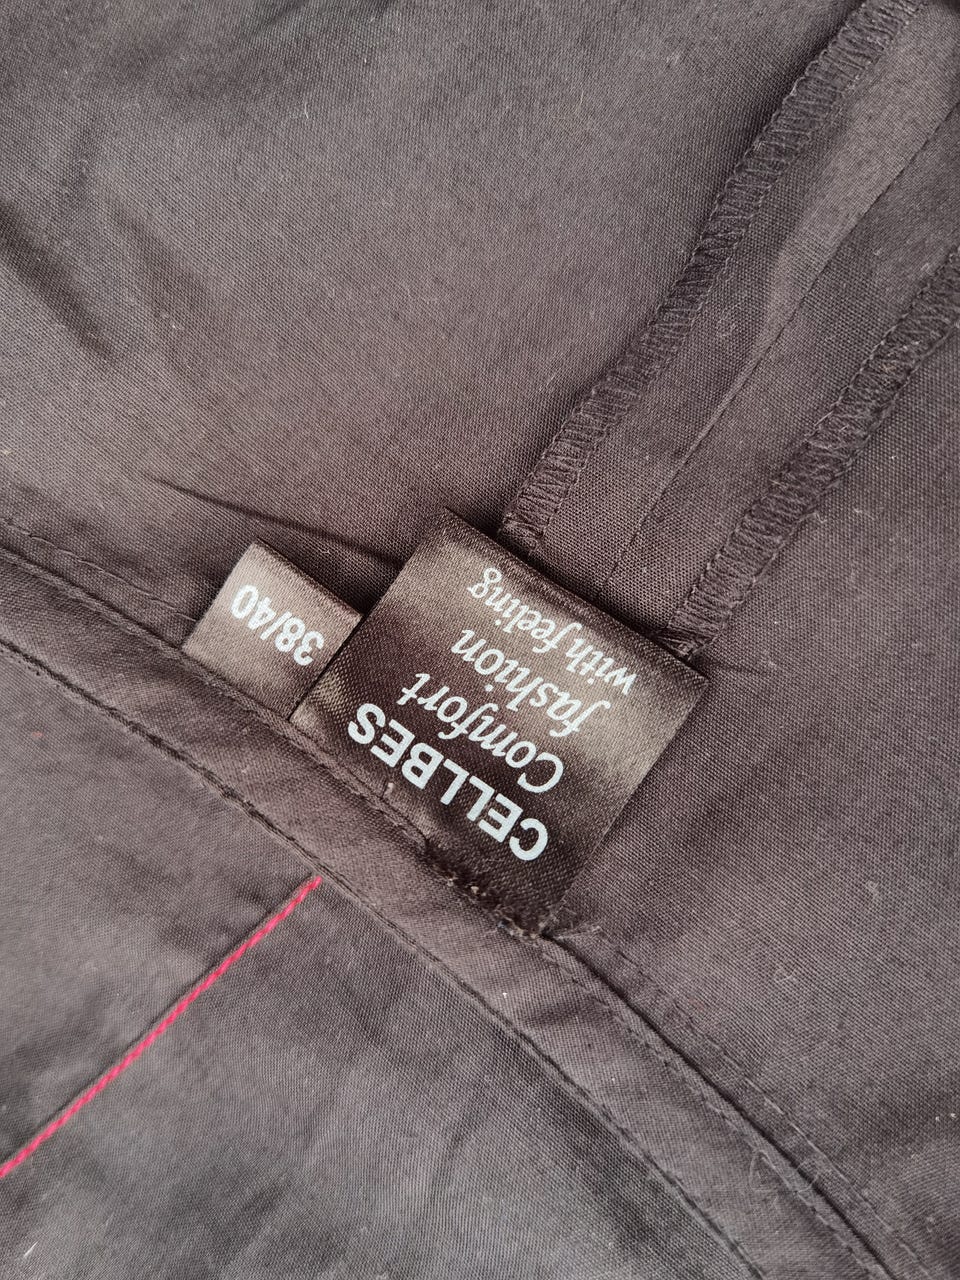 CELLBES
Comfort
fashion
with feeling
38/40